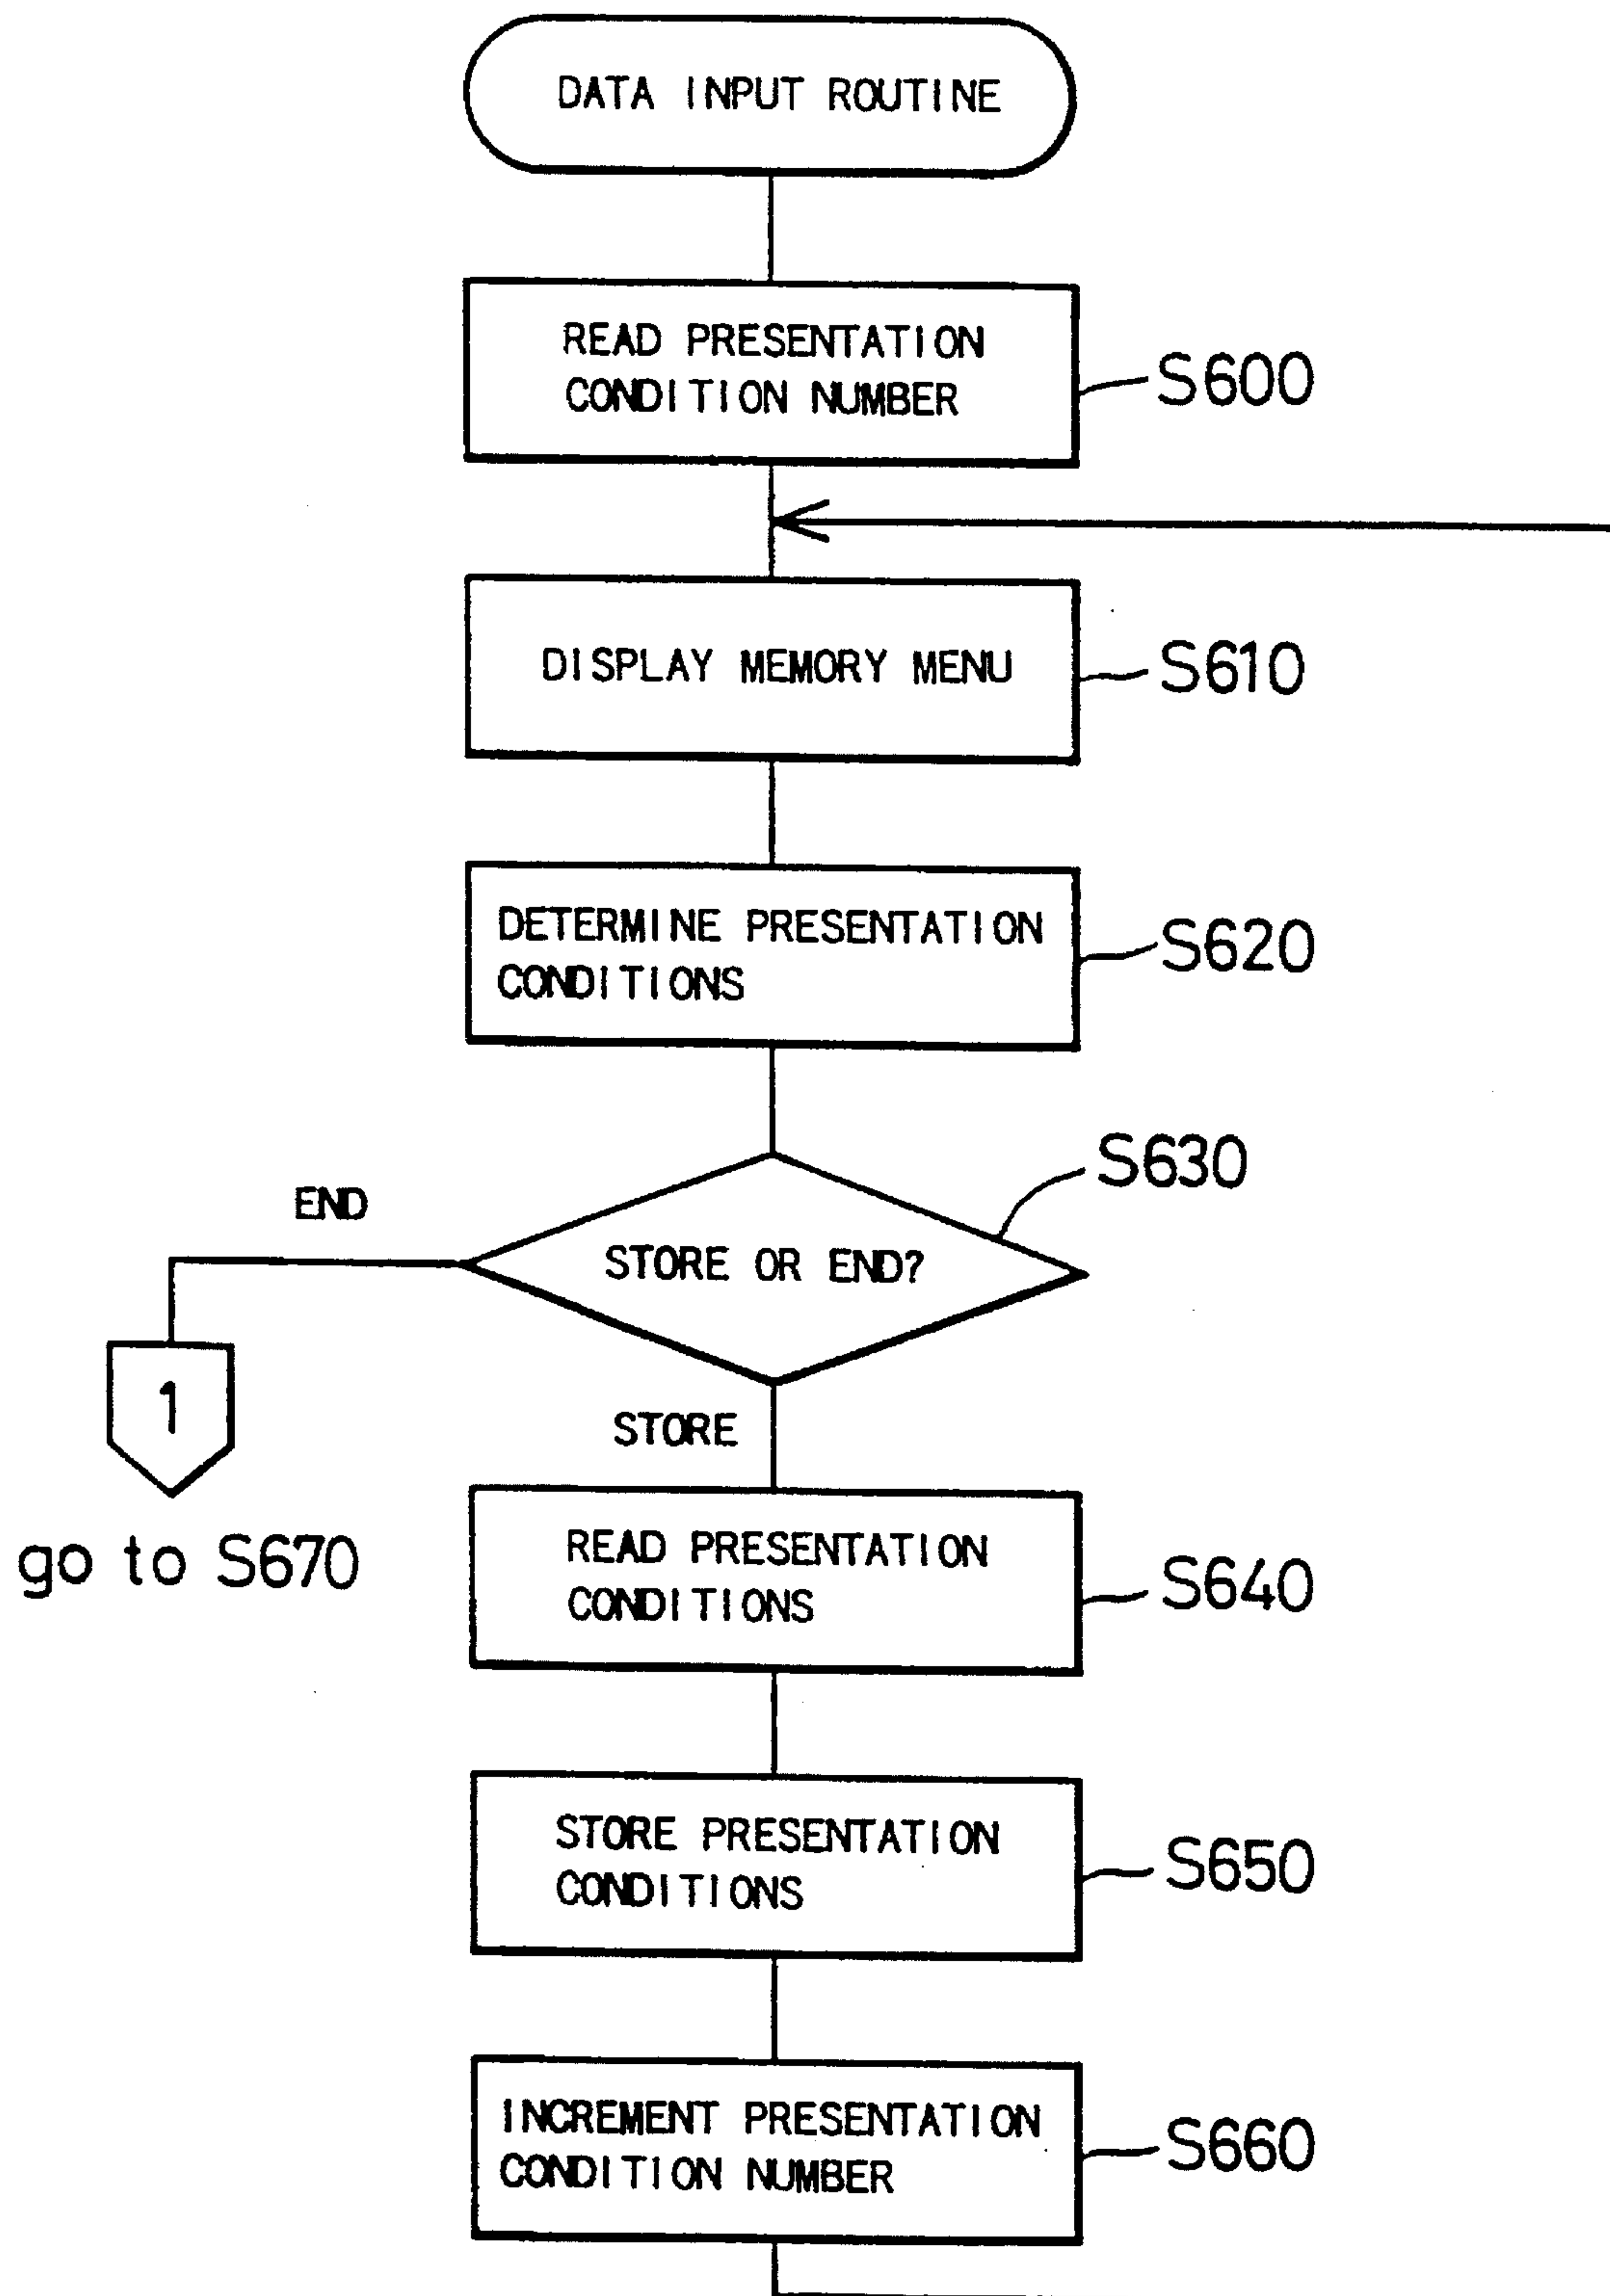 DATA INPUT ROUTINE
READ PRESENTATION
CONDITION NUMBER
S600
DISPLAY MEMORY MENU
S610
DETERMINE PRESENTATION
CONDITIONS
S620
S630
END
STORE OR END?
1
STORE
go to S670
READ PRESENTATION
CONDITIONS
S640
STORE PRESENTATION
CONDITIONS
S650
INCREMENT PRESENTATION
CONDITION NUMBER
S660